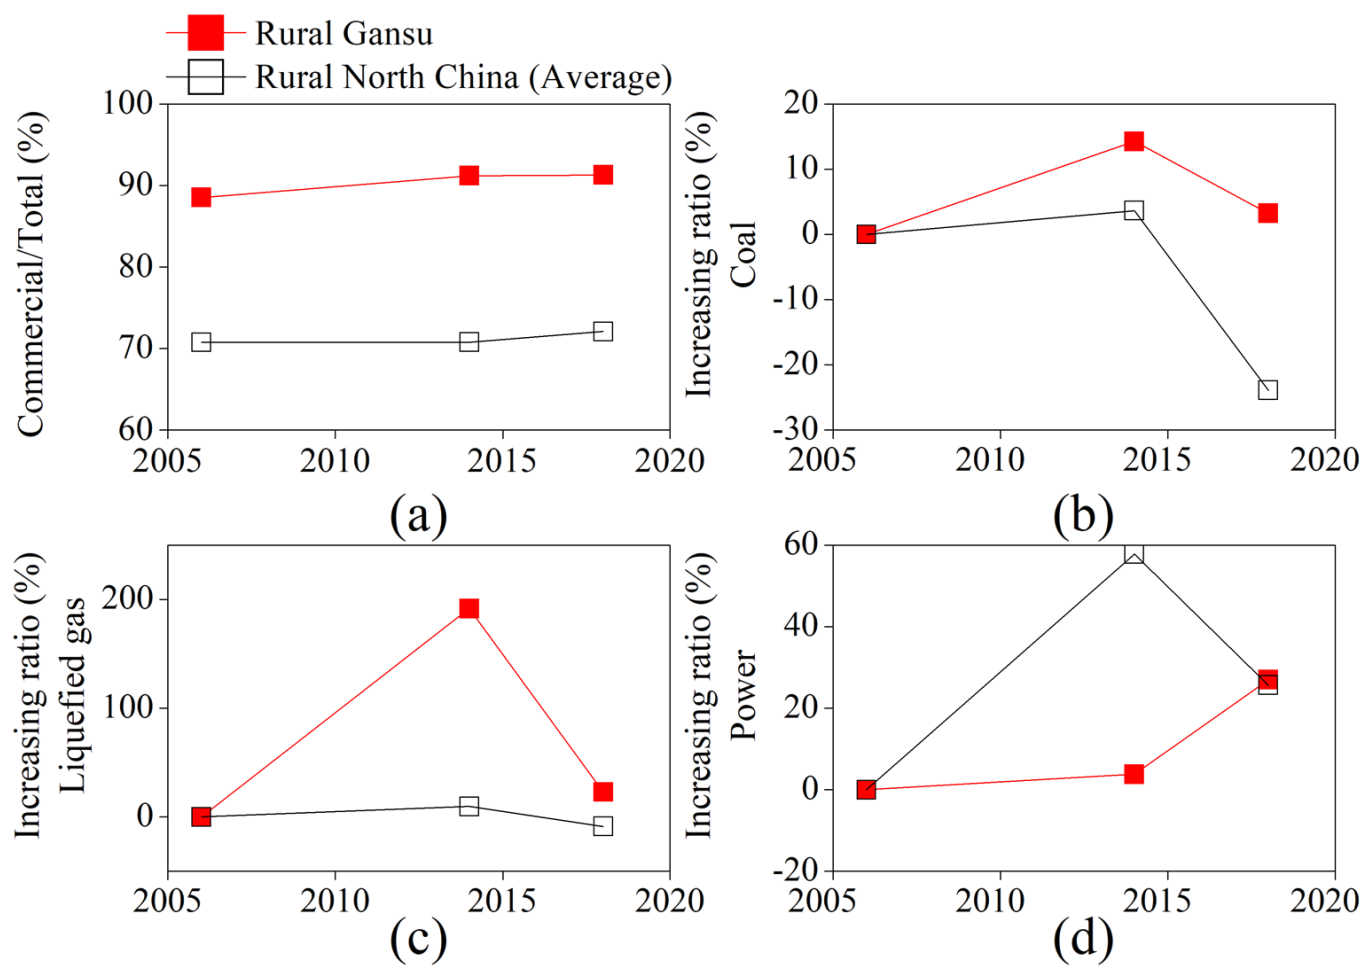 Rural Gansu
Rural North China (Average)
Commercial/Total (%)
100
90
80
70
60
2005 2010 2015 2020
(a)
Increasing ratio (%)
Coal
20
10
0
-10
-20
-30
2005 2010 2015 2020
(b)
Increasing ratio (%)
Liquefied gas
200
100
0
2005 2010 2015 2020
(c)
Increasing ratio (%)
Power
60
40
20
0
-20
2005 2010 2015 2020
(d)